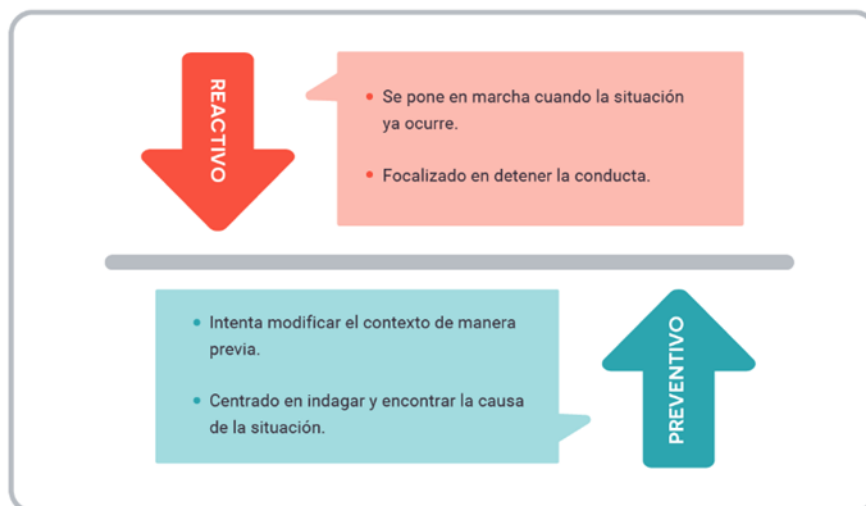 REACTIVO
• Se pone en marcha cuando la situación
ya ocurre.
• Focalizado en detener la conducta.
• Intenta modificar el contexto de manera
previa.
• Centrado en indagar y encontrar la causa
de la situación.
PREVENTIVO